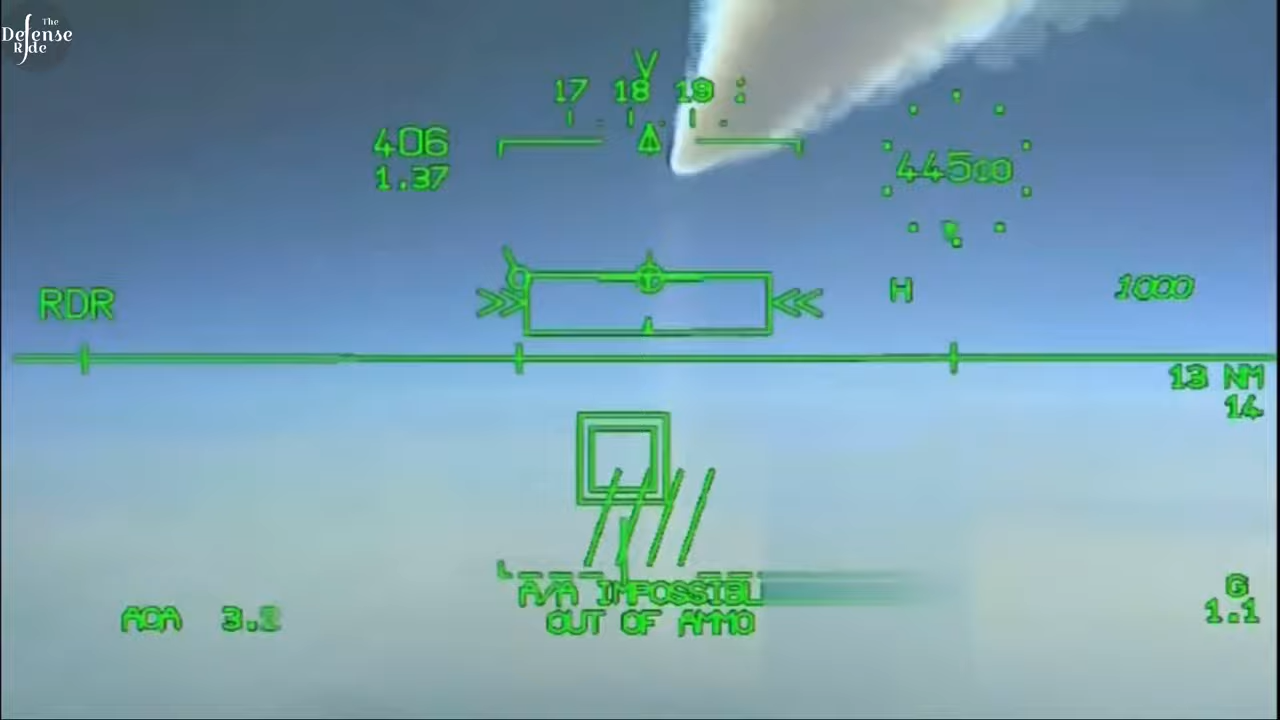 The
Defense
Ride
17 18 19
406
1.37
44500
RDR
H
1000
13 NM
14
L
A/A IMPOSSIBL
OUT OF AMMO
AOA 3.2
G
1.1